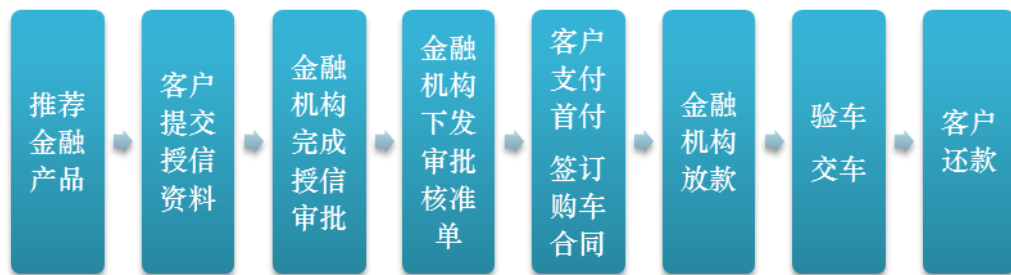 推荐
金融
产品
客户
提交
授信
资料
金融
机构
完成
授信
审批
金融
机构
下发
审批
核准
单
客户
支付
首付
签订
购车
合同
金融
机构
放款
验车
交车
客户
还款